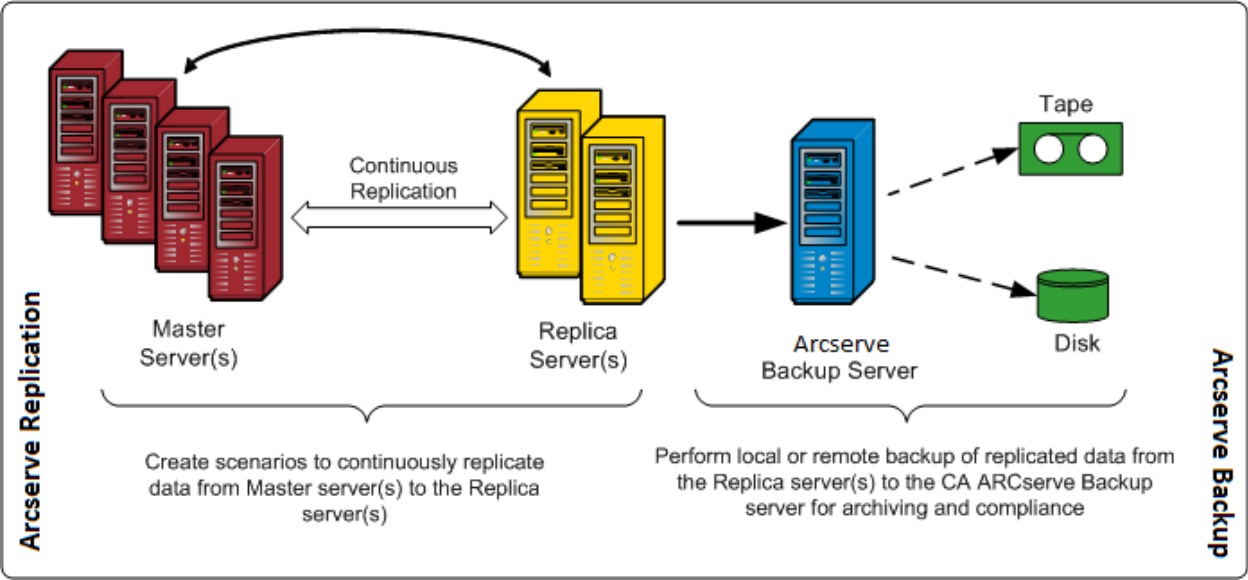 Tape
Continuous
Replication
Master
Server(s)
Replica
Server(s)
Arcserve
Backup Server
Disk
Arcserve Replication
Arcserve Backup
Create scenarios to continuously replicate
data from Master server(s) to the Replica
server(s)
Perform local or remote backup of replicated data from
the Replica server(s) to the CA ARCserve Backup
server for archiving and compliance